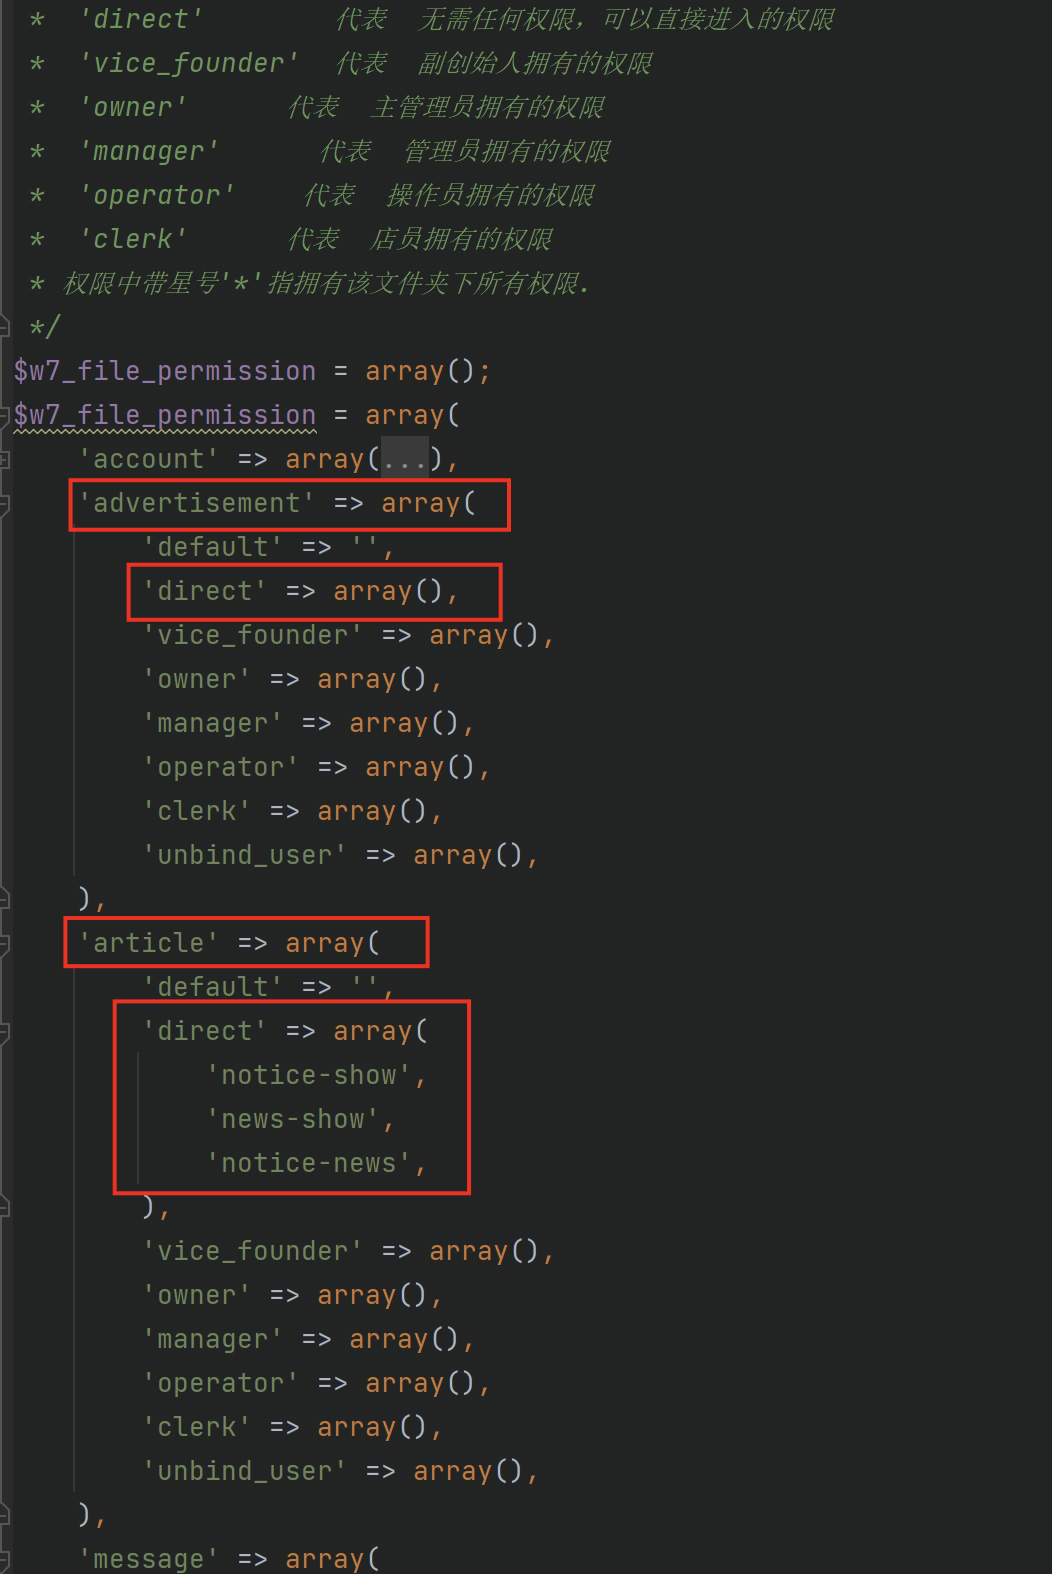 * 'direct' 代表 无需任何权限，可以直接进入的权限
* 'vice_founder' 代表 副创始人拥有的权限
* 'owner' 代表 主管理员拥有的权限
* 'manager' 代表 管理员拥有的权限
* 'operator' 代表 操作员拥有的权限
* 'clerk' 代表 店员拥有的权限
* 权限中带星号'*'指拥有该文件夹下所有权限.
*/
$w7_file_permission = array();
$w7_file_permission = array(
'account' => array(...),
'advertisement' => array(
'default' => '',
'direct' => array(),
'vice_founder' => array(),
'owner' => array(),
'manager' => array(),
'operator' => array(),
'clerk' => array(),
'unbind_user' => array(),
),
'article' => array(
'default' => '',
'direct' => array(
'notice-show',
'news-show',
'notice-news',
),
'vice_founder' => array(),
'owner' => array(),
'manager' => array(),
'operator' => array(),
'clerk' => array(),
'unbind_user' => array(),
),
'message' => array(